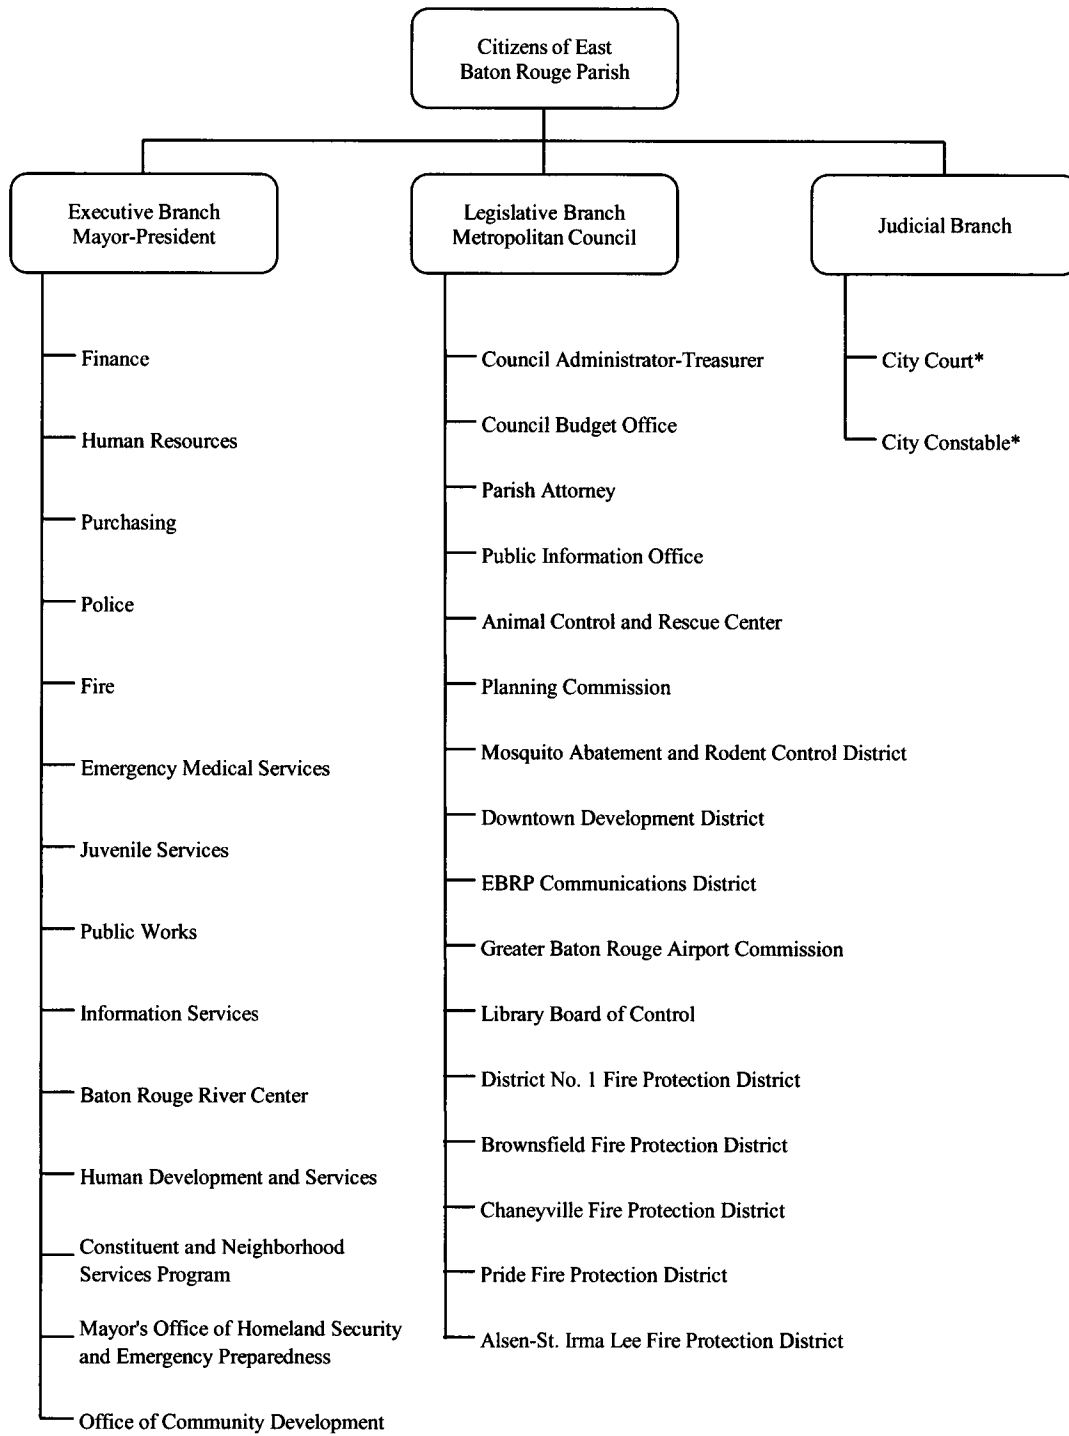 Citizens of East
Baton Rouge Parish
Executive Branch
Mayor-President
Legislative Branch
Metropolitan Council
Judicial Branch
Finance
Human Resources
Purchasing
Police
Fire
Emergency Medical Services
Juvenile Services
Public Works
Information Services
Baton Rouge River Center
Human Development and Services
Constituent and Neighborhood
Services Program
Mayor's Office of Homeland Security
and Emergency Preparedness
Office of Community Development
Council Administrator-Treasurer
Council Budget Office
Parish Attorney
Public Information Office
Animal Control and Rescue Center
Planning Commission
Mosquito Abatement and Rodent Control District
Downtown Development District
EBRP Communications District
Greater Baton Rouge Airport Commission
Library Board of Control
District No. 1 Fire Protection District
Brownsfield Fire Protection District
Chaneyville Fire Protection District
Pride Fire Protection District
Alsen-St. Irma Lee Fire Protection District
City Court*
City Constable*